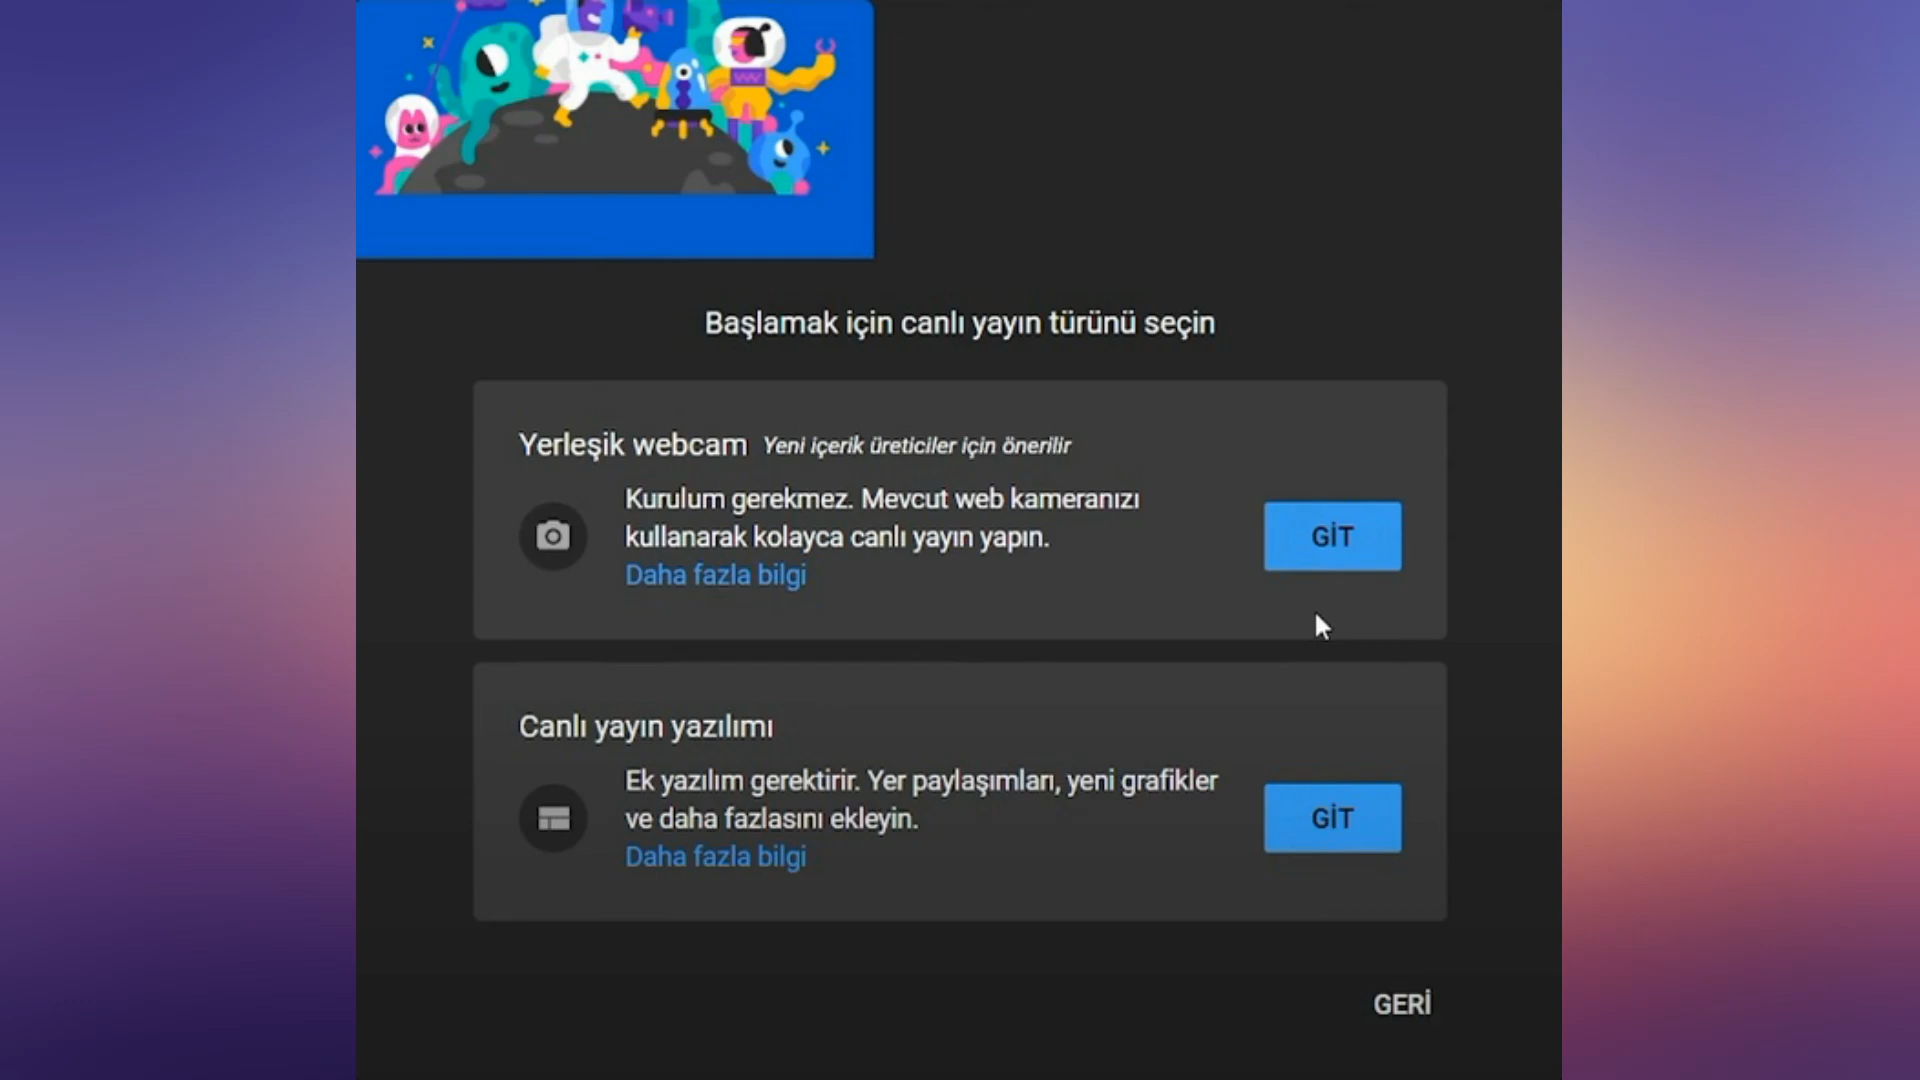 Başlamak için canlı yayın türünü seçin
Yerleşik webcam Yeni içerik üreticiler için önerilir
Kurulum gerekmez. Mevcut web kameranızı
kullanarak kolayca canlı yayın yapın.
Daha fazla bilgi
GİT
Canlı yayın yazılımı
Ek yazılım gerektirir. Yer paylaşımları, yeni grafikler
ve daha fazlasını ekleyin.
Daha fazla bilgi
GİT
GERİ